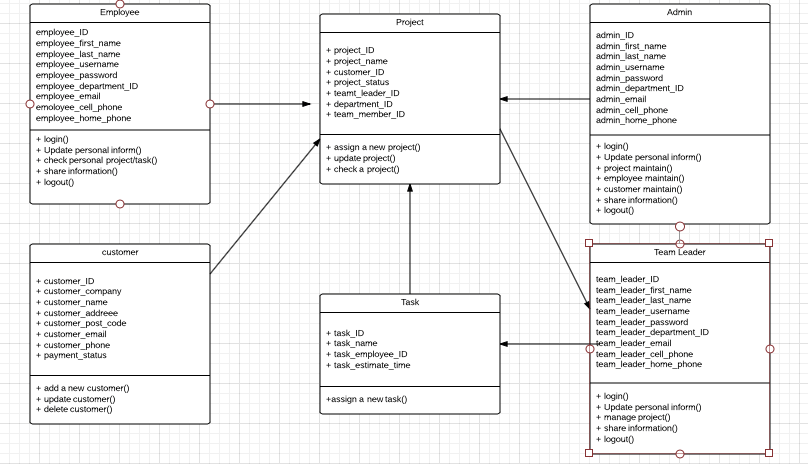 Employee
employee_ID
employee_first_name
employee_last_name
employee_username
employee_password
employee_department_ID
employee_email
employee_cell_phone
employee_home_phone
+ login()
+ Update personal inform()
+ check personal project/task()
+ share information()
+ logout()
Project
+ project_ID
+ project_name
+ customer_ID
+ project_status
+ teamt_leader_ID
+ department_ID
+ team_member_ID
+ assign a new project()
+ update project()
+ check a project()
Admin
admin_ID
admin_first_name
admin_last_name
admin_username
admin_password
admin_department_ID
admin_email
admin_cell_phone
admin_home_phone
+ login()
+ Update personal inform()
+ project maintain()
+ employee maintain()
+ customer maintain()
+ share information()
+ logout()
customer
+ customer_ID
+ customer_company
+ customer_name
+ customer_addreee
+ customer_post_code
+ customer_email
+ customer_phone
+ payment_status
+ add a new customer()
+ update customer()
+ delete customer()
Task
+ task_ID
+ task_name
+ task_employee_ID
+ task_estimate_time
+assign a new task()
Team Leader
team_leader_ID
team_leader_first_name
team_leader_last_name
team_leader_username
team_leader_password
team_leader_department_ID
team_leader_email
team_leader_cell_phone
team_leader_home_phone
+ login()
+ Update personal inform()
+ manage project()
+ share information()
+ logout()